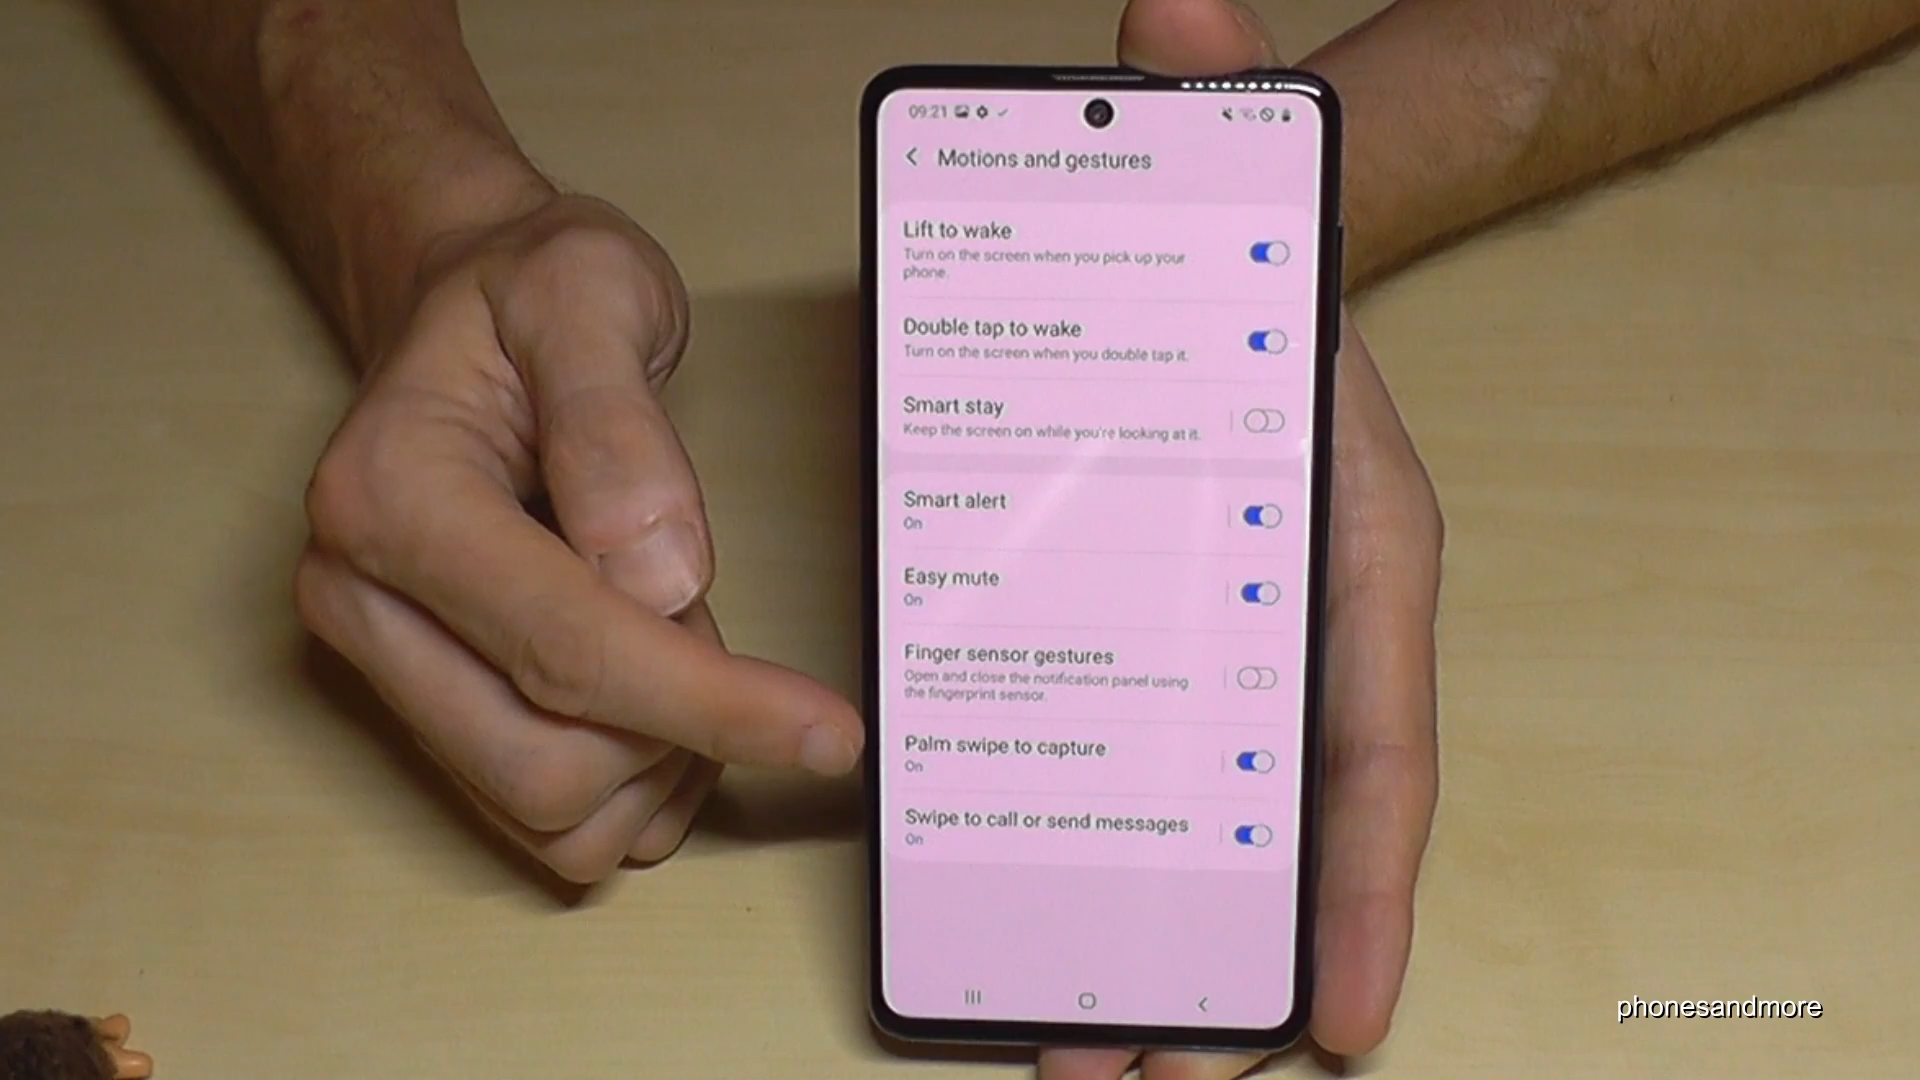 09:21
Motions and gestures
Lift to wake
Turn on the screen when you pick up your
phone.
Double tap to wake
Turn on the screen when you double tap it.
Smart stay
Keep the screen on while you're looking at it.
Smart alert
On
Easy mute
On
Finger sensor gestures
Open and close the notification panel using
the fingerprint sensor.
Palm swipe to capture
On
Swipe to call or send messages
On
phonesandmore